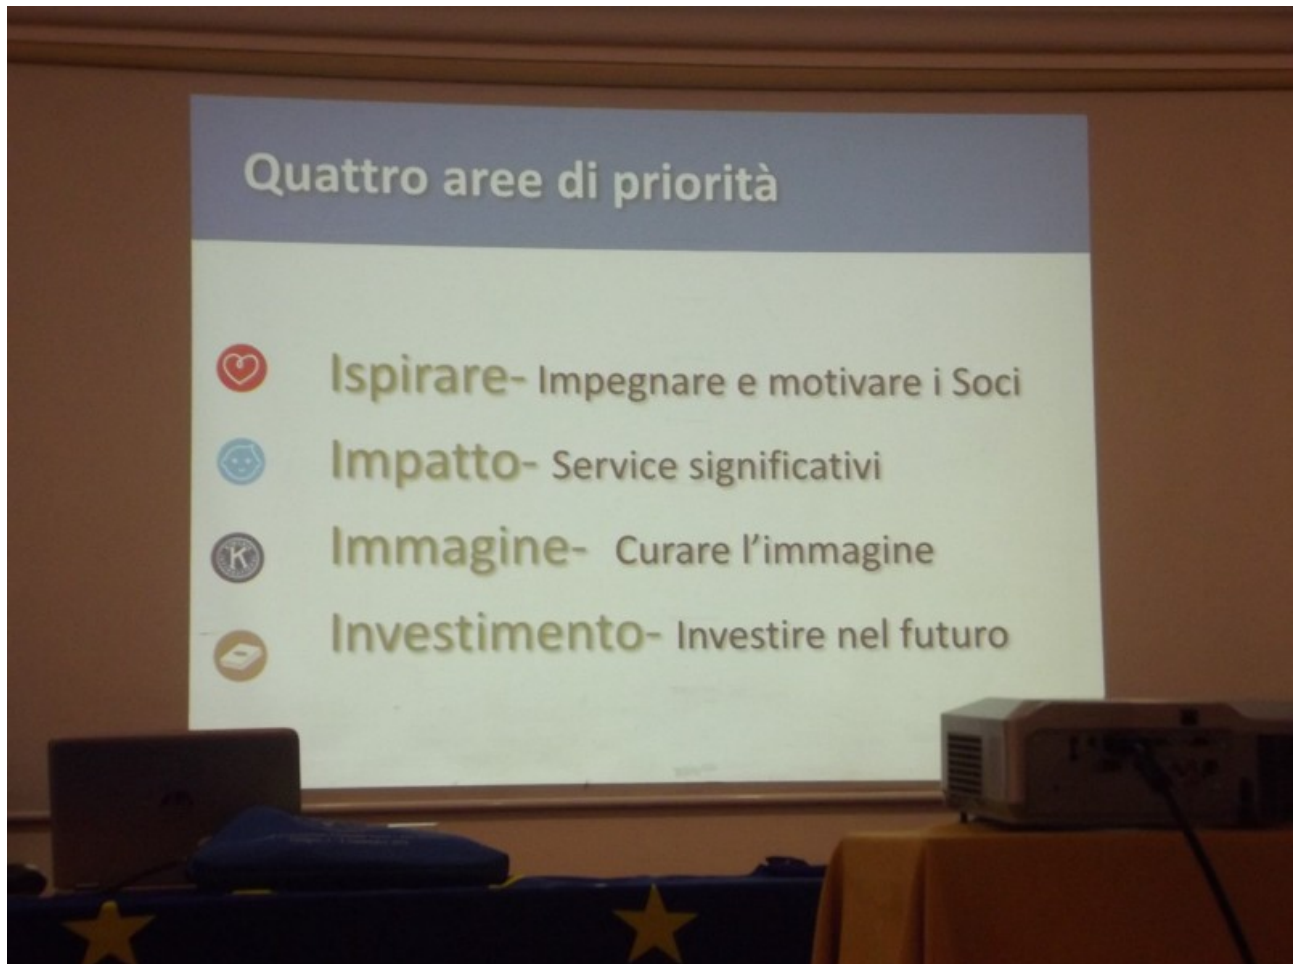 Quattro aree di priorità
Ispirare- Impegnare e motivare i Soci
Impatto- Service significativi
K
Immagine- Curare l’immagine
Investimento- Investire nel futuro